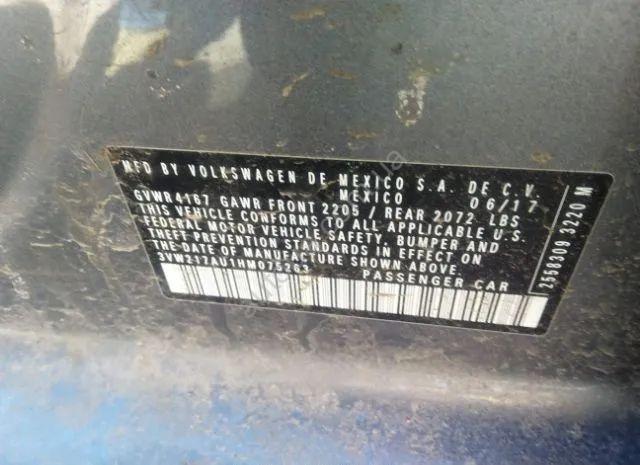 MFD BY VOLKSWAGEN DE MEXICO S.A. DE C.V.
MEXICO 06/17
GVWR 4167 GAWR FRONT 2205 / REAR 2072 LBS
THIS VEHICLE CONFORMS TO ALL APPLICABLE U.S.
FEDERAL MOTOR VEHICLE SAFETY, BUMPER AND
THEFT PREVENTION STANDARDS IN EFFECT ON
THE DATE OF MANUFACTURE SHOWN ABOVE.
3VW217AU1HM075263
PASSENGER CAR
2558309 3220 M